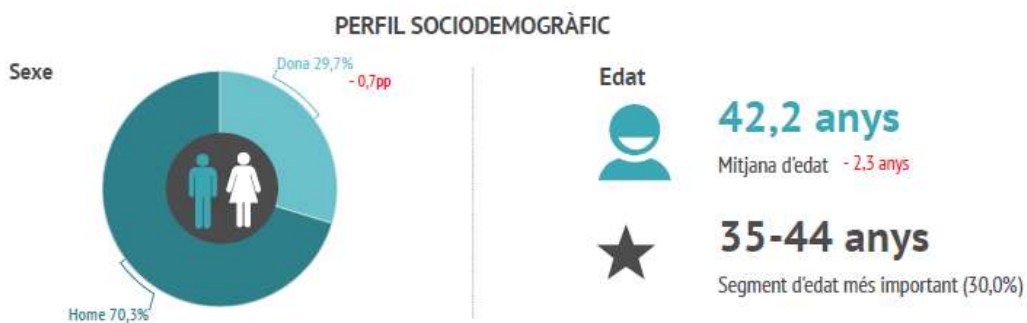 PERFIL SOCIODEMOGRÀFIC
Sexe
Dona 29,7%
- 0,7pp
Home 70,3%
Edat
42,2 anys
Mitjana d'edat - 2,3 anys
35-44 anys
Segment d'edat més important (30,0%)